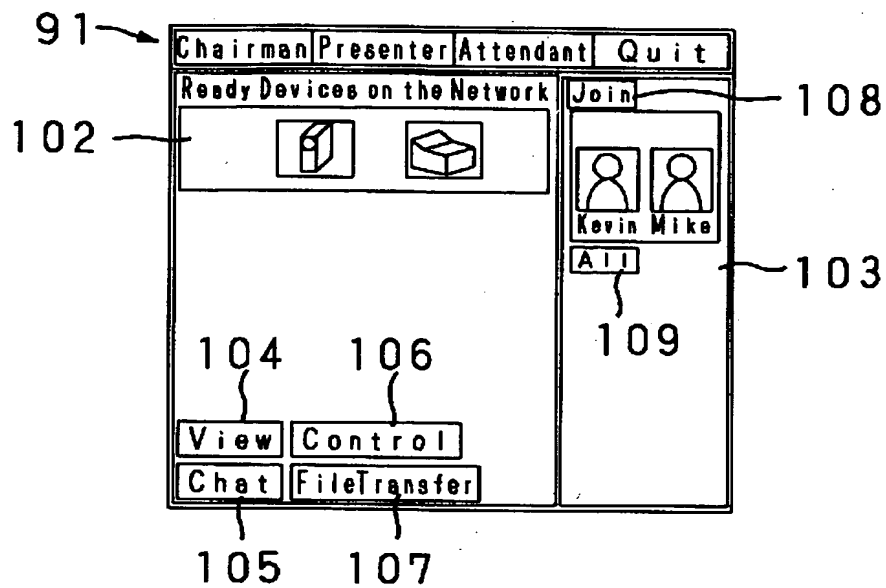 91
Chairman Presenter Attendant Quit
Ready Devices on the Network
Join
108
102
Kevin Mike
All
103
109
104 106
View Control
Chat FileTransfer
105 107